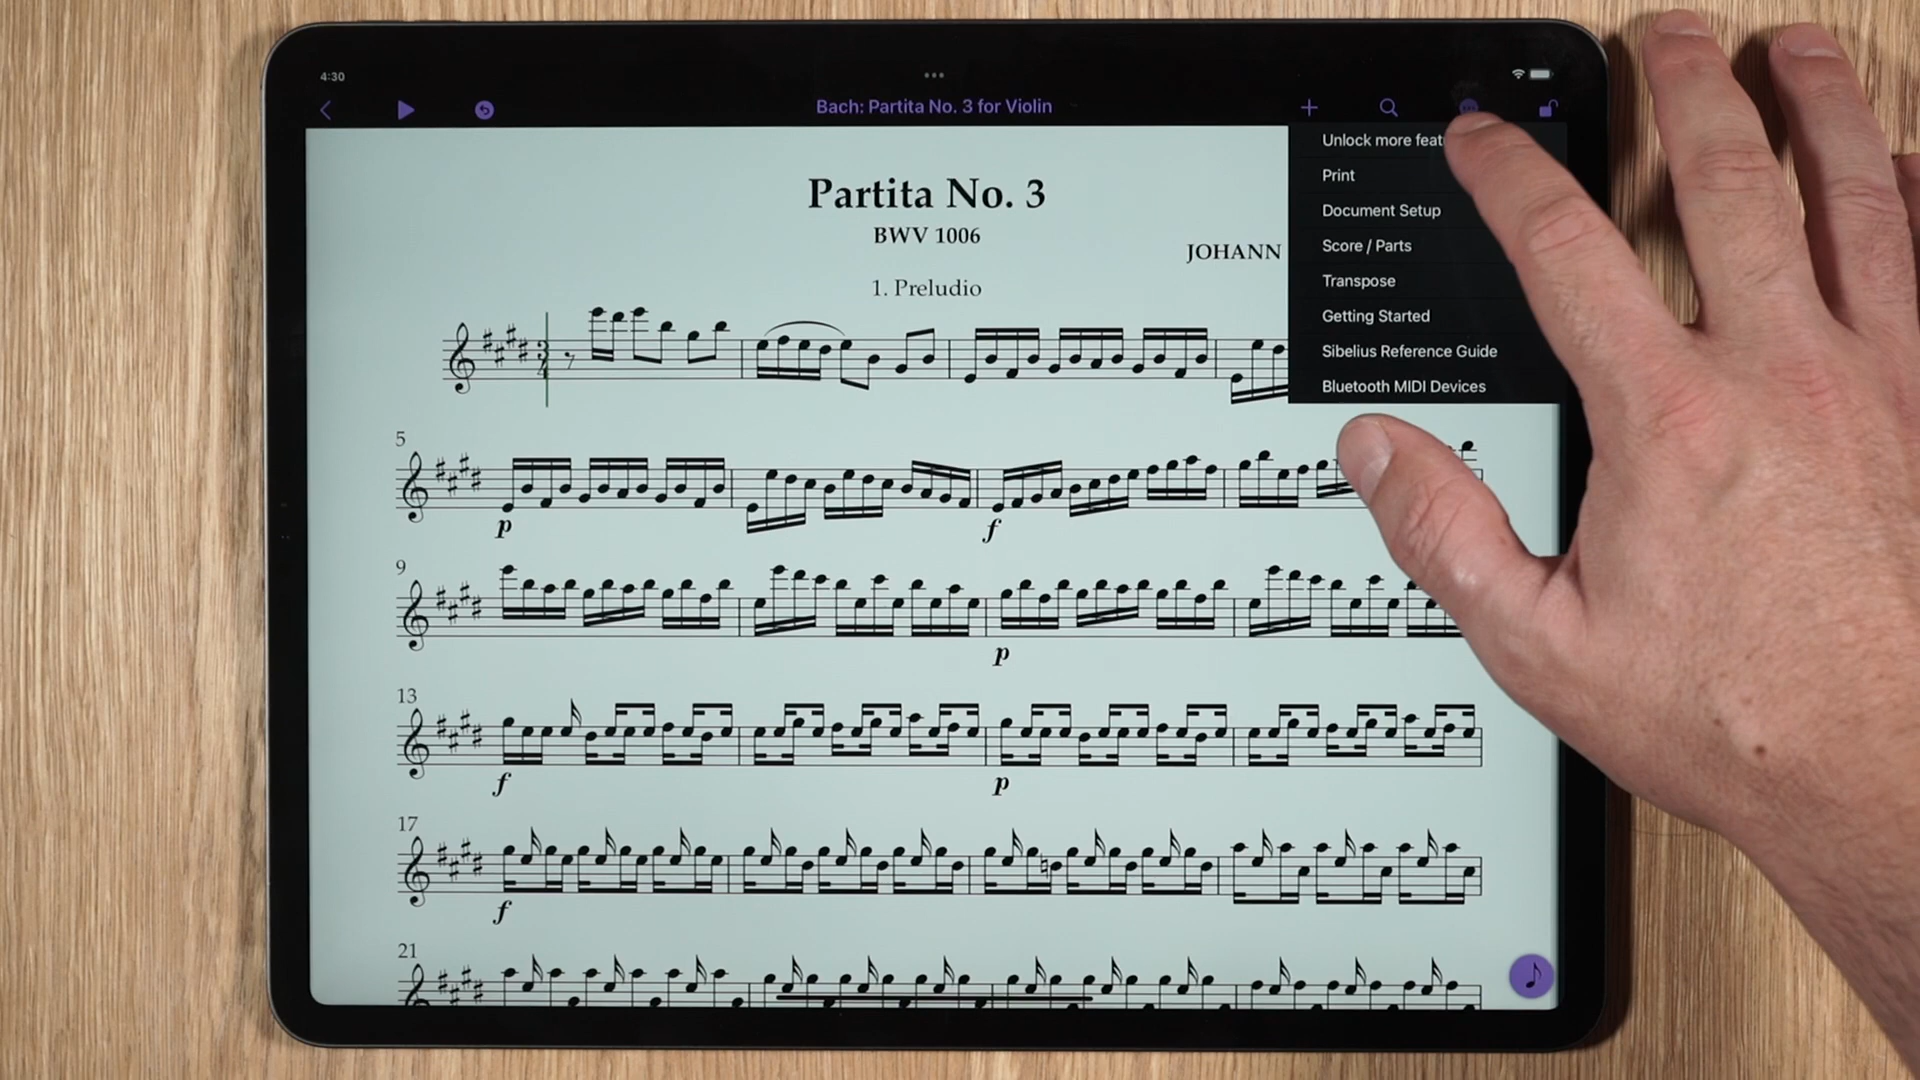 4:30
Bach: Partita No. 3 for Violin
Unlock more
Print
Document Setup
Score / Parts
Transpose
Getting Started
Sibelius Reference Guide
Bluetooth MIDI Devices
Partita No. 3
BWV 1006
JOHANN
1. Preludio
5
p
f
9
p
13
f
p
17
f
21